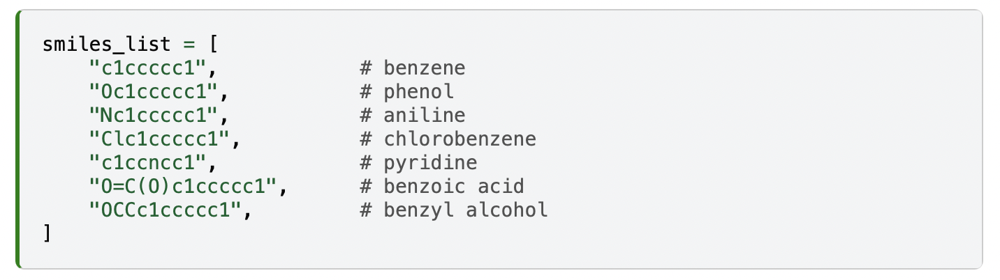 smiles_list = [
    "c1ccccc1",            # benzene
    "Oc1ccccc1",           # phenol
    "Nc1ccccc1",           # aniline
    "Clc1ccccc1",          # chlorobenzene
    "c1ccncc1",            # pyridine
    "O=C(O)c1ccccc1",      # benzoic acid
    "OCCc1ccccc1",         # benzyl alcohol
]